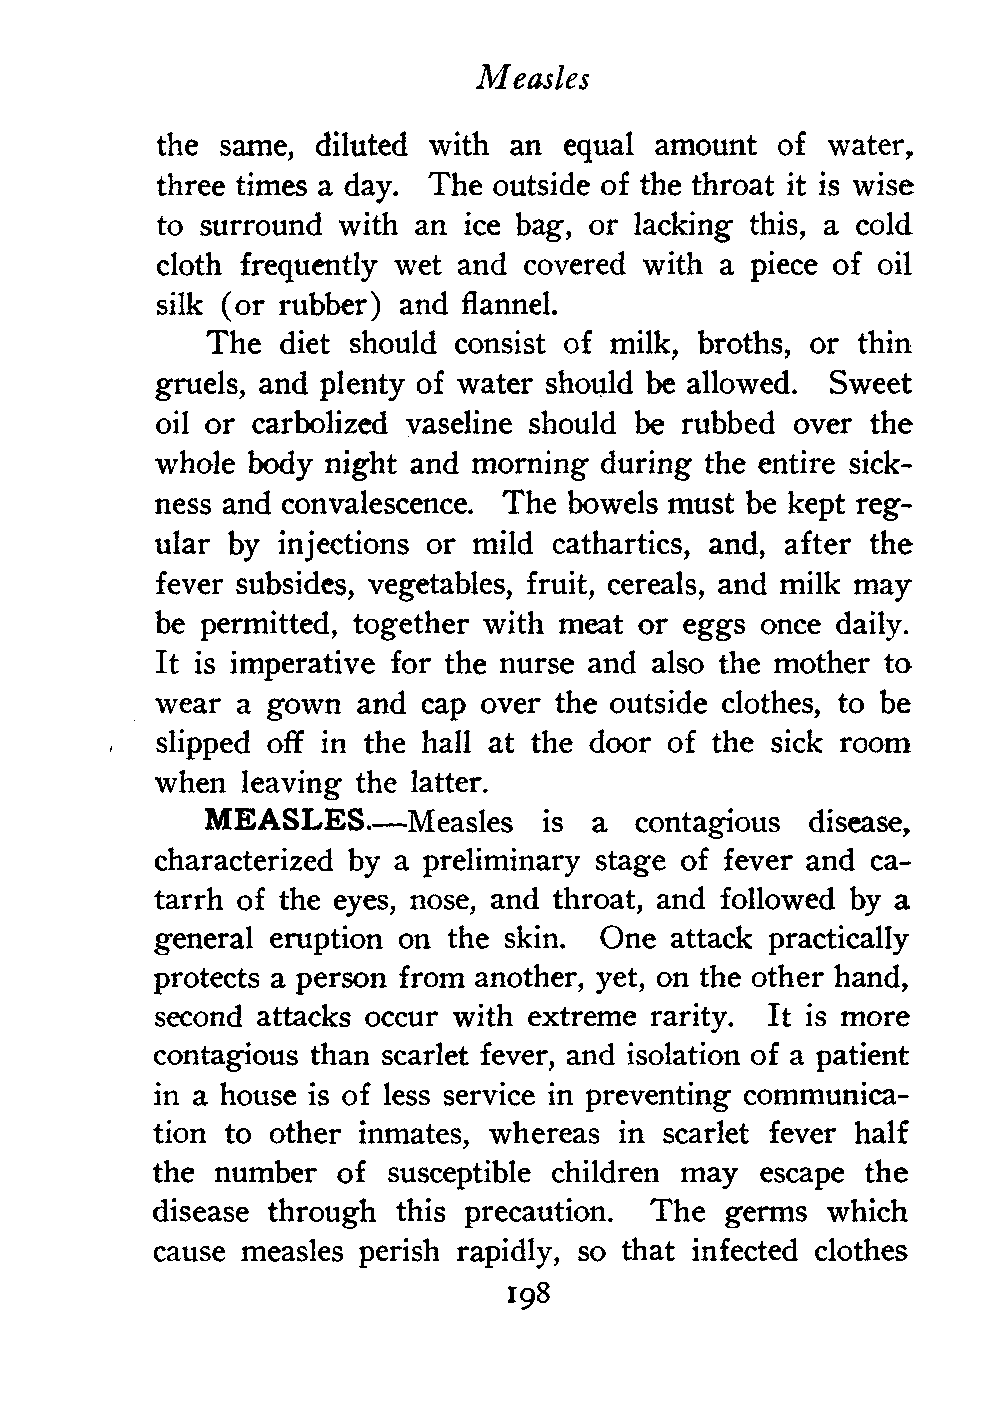 Measles
the same, diluted with an equal amount of water,
three times a day. The outside of the throat it is wise
to surround with an ice bag, or lacking this, a cold
cloth frequently wet and covered with a piece of oil
silk (or rubber) and flannel.
The diet should consist of milk, broths, or thin
gruels, and plenty of water should be allowed. Sweet
oil or carbolized vaseline should be rubbed over the
whole body night and morning during the entire sick-
ness and convalescence. The bowels must be kept reg-
ular by injections or mild cathartics, and, after the
fever subsides, vegetables, fruit, cereals, and milk may
be permitted, together with meat or eggs once daily.
It is imperative for the nurse and also the mother to
wear a gown and cap over the outside clothes, to be
slipped off in the hall at the door of the sick room
when leaving the latter.
MEASLES.—Measles is a contagious disease,
characterized by a preliminary stage of fever and ca-
tarrh of the eyes, nose, and throat, and followed by a
general eruption on the skin. One attack practically
protects a person from another, yet, on the other hand,
second attacks occur with extreme rarity. It is more
contagious than scarlet fever, and isolation of a patient
in a house is of less service in preventing communica-
tion to other inmates, whereas in scarlet fever half
the number of susceptible children may escape the
disease through this precaution. The germs which
cause measles perish rapidly, so that infected clothes
198